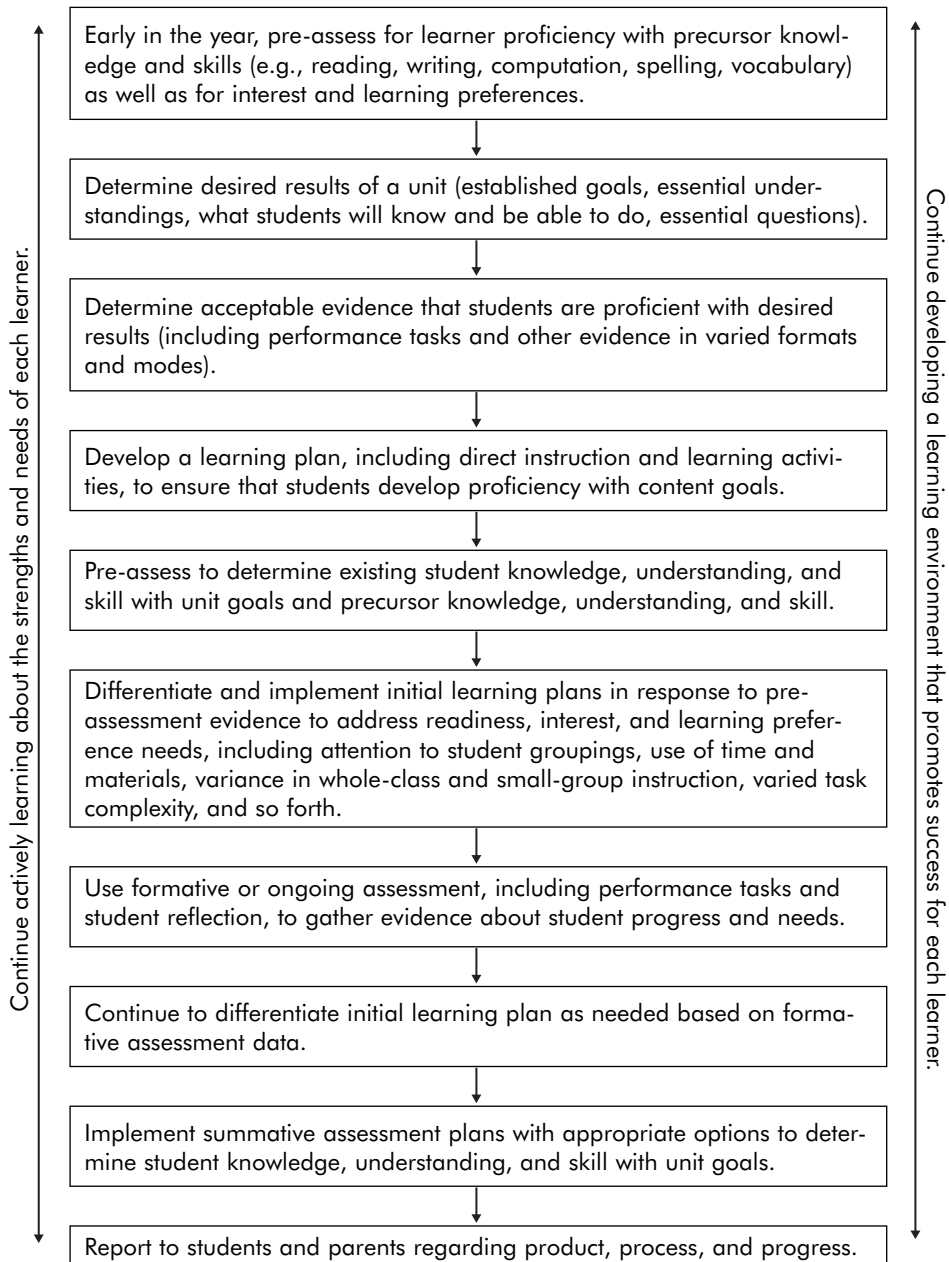 Continue actively learning about the strengths and needs of each learner.
Early in the year, pre-assess for learner proficiency with precursor knowl-
edge and skills (e.g., reading, writing, computation, spelling, vocabulary)
as well as for interest and learning preferences.
Determine desired results of a unit (established goals, essential under-
standings, what students will know and be able to do, essential questions).
Determine acceptable evidence that students are proficient with desired
results (including performance tasks and other evidence in varied formats
and modes).
Develop a learning plan, including direct instruction and learning activi-
ties, to ensure that students develop proficiency with content goals.
Pre-assess to determine existing student knowledge, understanding, and
skill with unit goals and precursor knowledge, understanding, and skill.
Differentiate and implement initial learning plans in response to pre-
assessment evidence to address readiness, interest, and learning prefer-
ence needs, including attention to student groupings, use of time and
materials, variance in whole-class and small-group instruction, varied task
complexity, and so forth.
Use formative or ongoing assessment, including performance tasks and
student reflection, to gather evidence about student progress and needs.
Continue to differentiate initial learning plan as needed based on forma-
tive assessment data.
Implement summative assessment plans with appropriate options to deter-
mine student knowledge, understanding, and skill with unit goals.
Report to students and parents regarding product, process, and progress.
Continue developing a learning environment that promotes success for each learner.